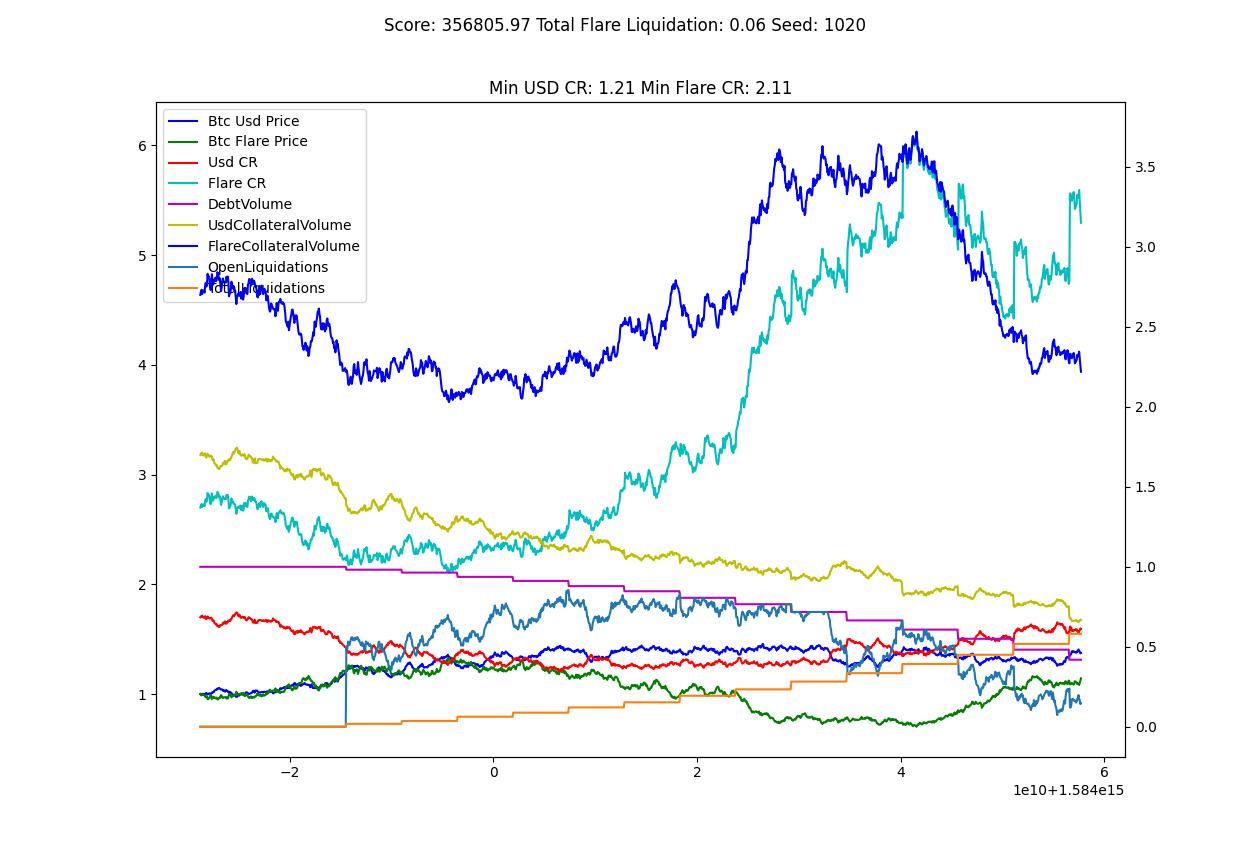 Score: 356805.97 Total Flare Liquidation: 0.06 Seed: 1020
Min USD CR: 1.21 Min Flare CR: 2.11
Btc Usd Price
Btc Flare Price
Usd CR
Flare CR
DebtVolume
UsdCollateralVolume
FlareCollateralVolume
OpenLiquidations
TotalLiquidations
6
5
4
3
2
1
3.5
3.0
2.5
2.0
1.5
1.0
0.5
0.0
−2
0
2
4
6
1e10+1.584e15